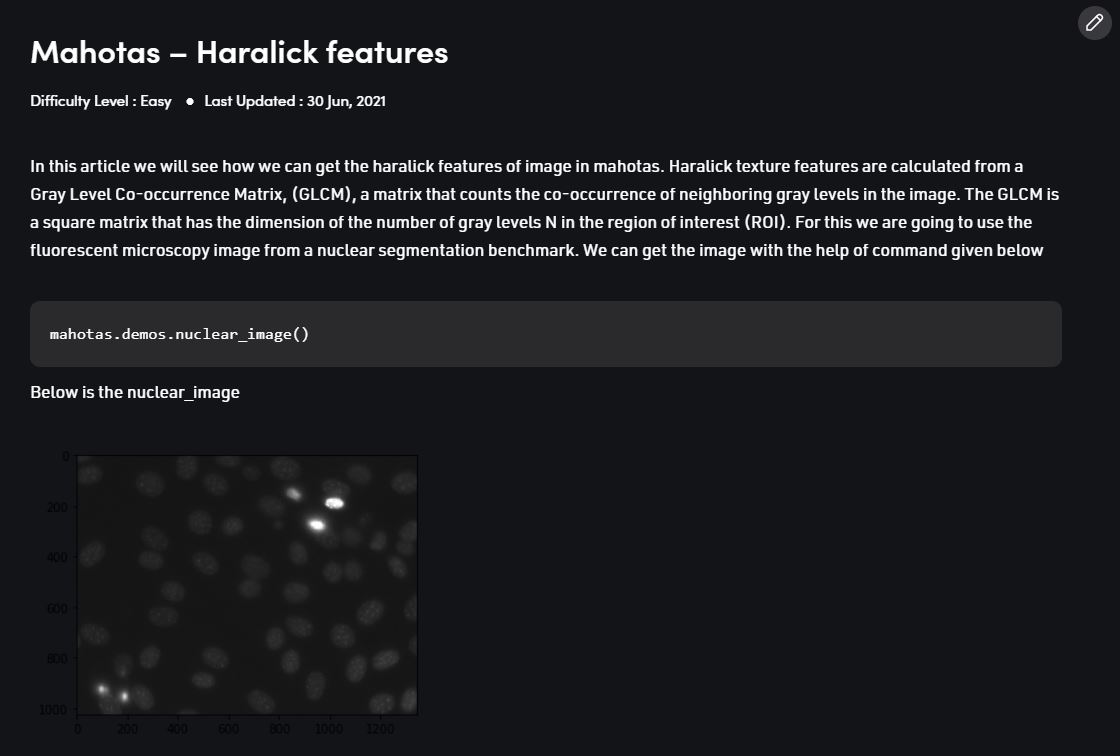 Mahotas – Haralick features
Difficulty Level : Easy ● Last Updated : 30 Jun, 2021
In this article we will see how we can get the haralick features of image in mahotas. Haralick texture features are calculated from a
Gray Level Co-occurrence Matrix, (GLCM), a matrix that counts the co-occurrence of neighboring gray levels in the image. The GLCM is
a square matrix that has the dimension of the number of gray levels N in the region of interest (ROI). For this we are going to use the
fluorescent microscopy image from a nuclear segmentation benchmark. We can get the image with the help of command given below
mahotas.demos.nuclear_image()
Below is the nuclear_image
0
200
400
600
800
1000
0 200 400 600 800 1000 1200